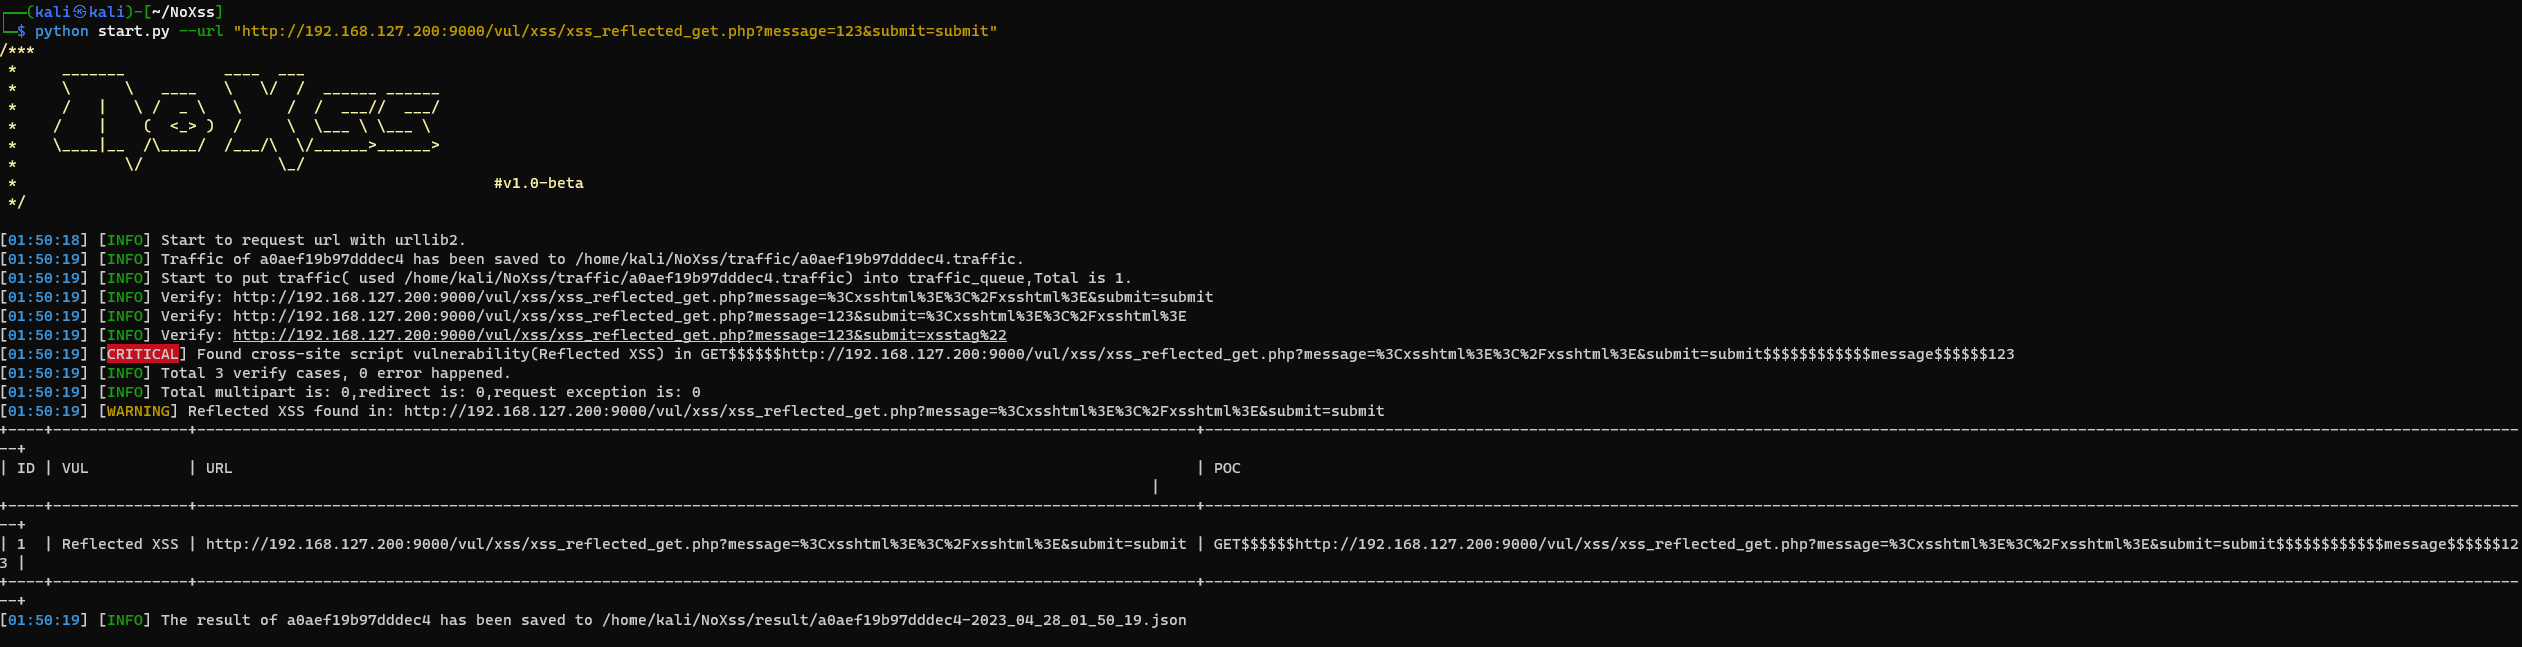 ┌──(kali㉿kali)-[~/NoXss]
└─$ python start.py --url "http://192.168.127.200:9000/vul/xss/xss_reflected_get.php?message=123&submit=submit"
/***
 *     _______           ____  ___
 *     \      \   ____   \   \/  /  ______ ______
 *     /   |   \ /  _ \   \     /  /  ___//  ___/
 *    /    |    (  <_> )  /     \  \___ \ \___ \
 *    \____|__  /\____/  /___/\  \/______>______>
 *            \/               \_/
 *                                                     #v1.0-beta
 */
[01:50:18] [INFO] Start to request url with urllib2.
[01:50:19] [INFO] Traffic of a0aef19b97dddec4 has been saved to /home/kali/NoXss/traffic/a0aef19b97dddec4.traffic.
[01:50:19] [INFO] Start to put traffic( used /home/kali/NoXss/traffic/a0aef19b97dddec4.traffic) into traffic_queue,Total is 1.
[01:50:19] [INFO] Verify: http://192.168.127.200:9000/vul/xss/xss_reflected_get.php?message=%3Cxsshtml%3E%3C%2Fxsshtml%3E&submit=submit
[01:50:19] [INFO] Verify: http://192.168.127.200:9000/vul/xss/xss_reflected_get.php?message=123&submit=%3Cxsshtml%3E%3C%2Fxsshtml%3E
[01:50:19] [INFO] Verify: http://192.168.127.200:9000/vul/xss/xss_reflected_get.php?message=123&submit=xsstag%22
[01:50:19] [CRITICAL] Found cross-site script vulnerability(Reflected XSS) in GET$$$$$$http://192.168.127.200:9000/vul/xss/xss_reflected_get.php?message=%3Cxsshtml%3E%3C%2Fxsshtml%3E&submit=submit$$$$$$$$$$$$message$$$$$$123
[01:50:19] [INFO] Total 3 verify cases, 0 error happened.
[01:50:19] [INFO] Total multipart is: 0,redirect is: 0,request exception is: 0
[01:50:19] [WARNING] Reflected XSS found in: http://192.168.127.200:9000/vul/xss/xss_reflected_get.php?message=%3Cxsshtml%3E%3C%2Fxsshtml%3E&submit=submit
| ID | VUL | URL | POC
|
| 1 | Reflected XSS | http://192.168.127.200:9000/vul/xss/xss_reflected_get.php?message=%3Cxsshtml%3E%3C%2Fxsshtml%3E&submit=submit | GET$$$$$$http://192.168.127.200:9000/vul/xss/xss_reflected_get.php?message=%3Cxsshtml%3E%3C%2Fxsshtml%3E&submit=submit$$$$$$$$$$$$message$$$$$$12
3 |
[01:50:19] [INFO] The result of a0aef19b97dddec4 has been saved to /home/kali/NoXss/result/a0aef19b97dddec4-2023_04_28_01_50_19.json